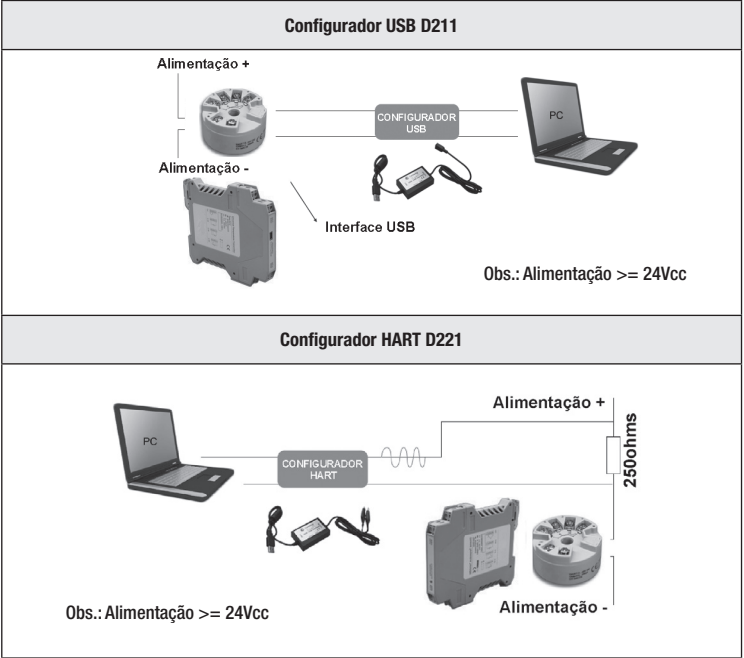 Configurador USB D211
Alimentação +
CONFIGURADOR
USB
PC
Alimentação -
Interface USB
Obs.: Alimentação >= 24Vcc
Configurador HART D221
Alimentação +
PC
CONFIGURADOR
HART
250ohms
Alimentação -
Obs.: Alimentação >= 24Vcc